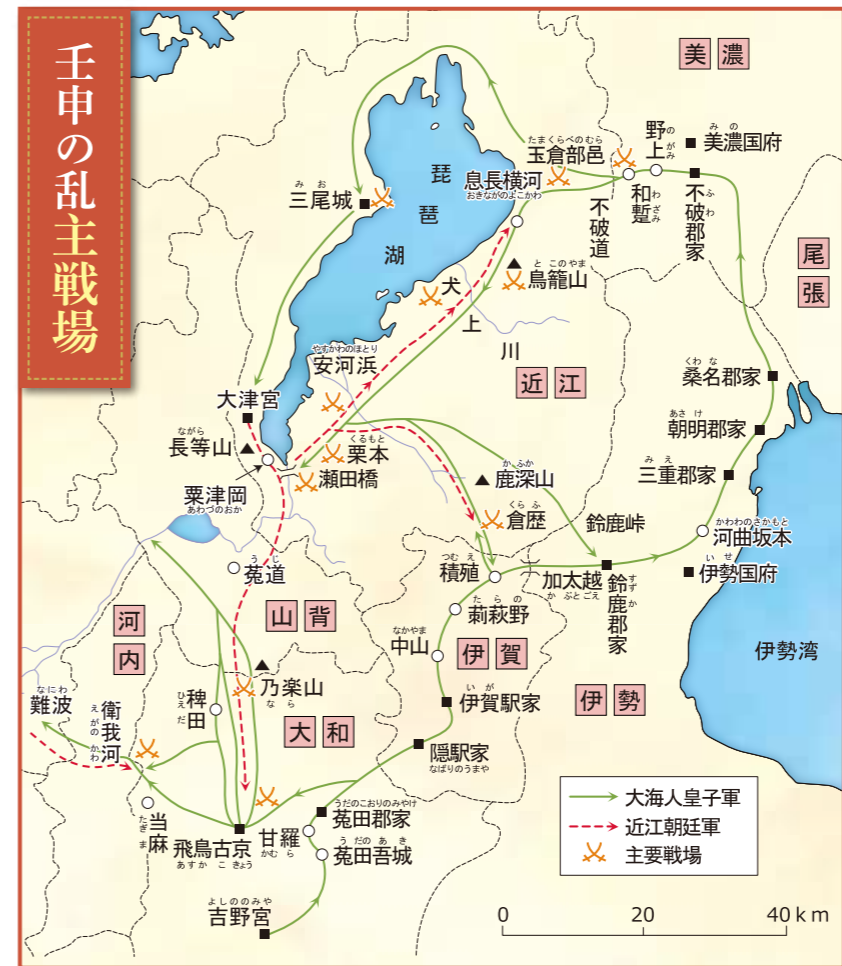 壬申の乱主戦場
美濃
尾張
近江
山背
河内
大和
伊賀
伊勢
琵琶湖
伊勢湾
みの
美濃国府
のがみ
野上
ふわ
不破郡家
わざみ
和蹔
不破道
たまくらべのむら
玉倉部邑
息長横河
おきながのよこかわ
とこのやま
鳥籠山
犬上川
みお
三尾城
やすかわのほとり
安河浜
大津宮
ながら
長等山
くるもと
栗本
瀬田橋
粟津岡
あわづのおか
かふか
鹿深山
くらふ
倉歴
鈴鹿峠
くわな
桑名郡家
あさけ
朝明郡家
みえ
三重郡家
かわわのさかもと
河曲坂本
いせ
伊勢国府
すずか
鈴鹿郡家
加太越
かぶとごえ
つむえ
積殖
たらの
萴萩野
なかやま
中山
いが
伊賀駅家
隠駅家
なばりのうまや
うじ
菟道
乃楽山
なら
ひえだ
稗田
なにわ
難波
えがのかわ
衛我河
たぎま
当麻
飛鳥古京
あすかこきょう
甘羅
かむら
うだのこおりのみやけ
菟田郡家
うだのあき
菟田吾城
よしののみや
吉野宮
大海人皇子軍
近江朝廷軍
主要戦場
0 20 40km